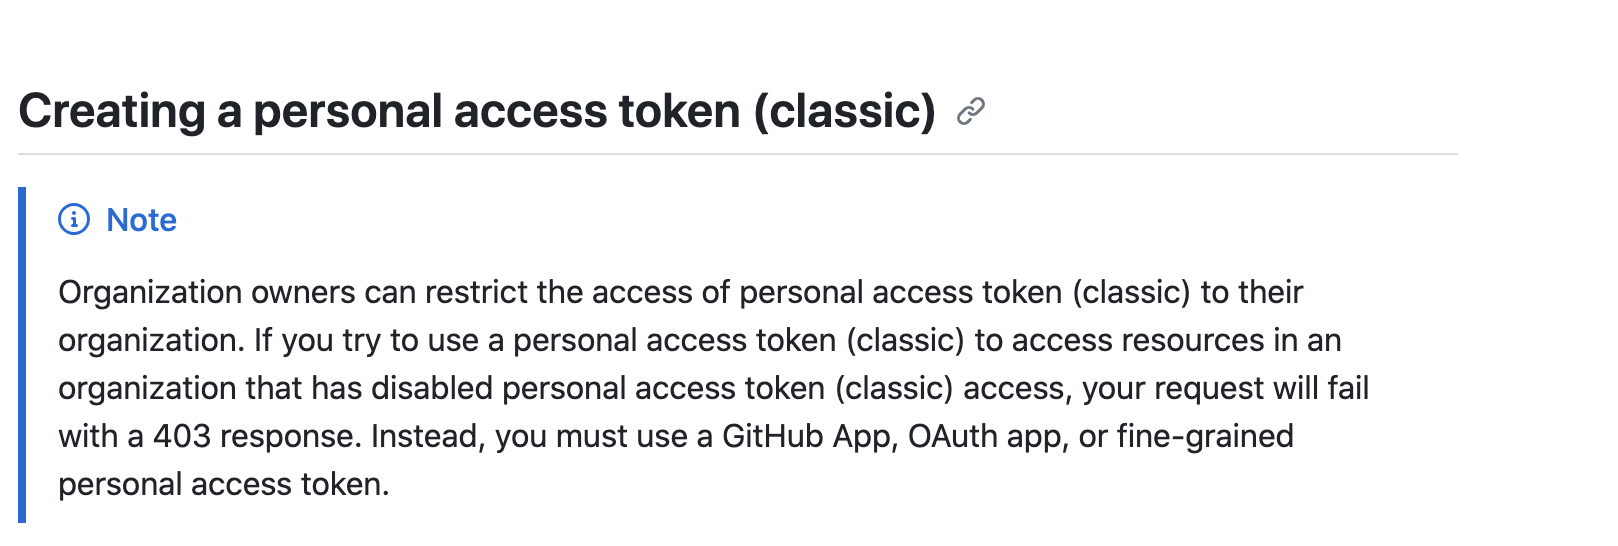 Creating a personal access token (classic)
Note
Organization owners can restrict the access of personal access token (classic) to their
organization. If you try to use a personal access token (classic) to access resources in an
organization that has disabled personal access token (classic) access, your request will fail
with a 403 response. Instead, you must use a GitHub App, OAuth app, or fine-grained
personal access token.